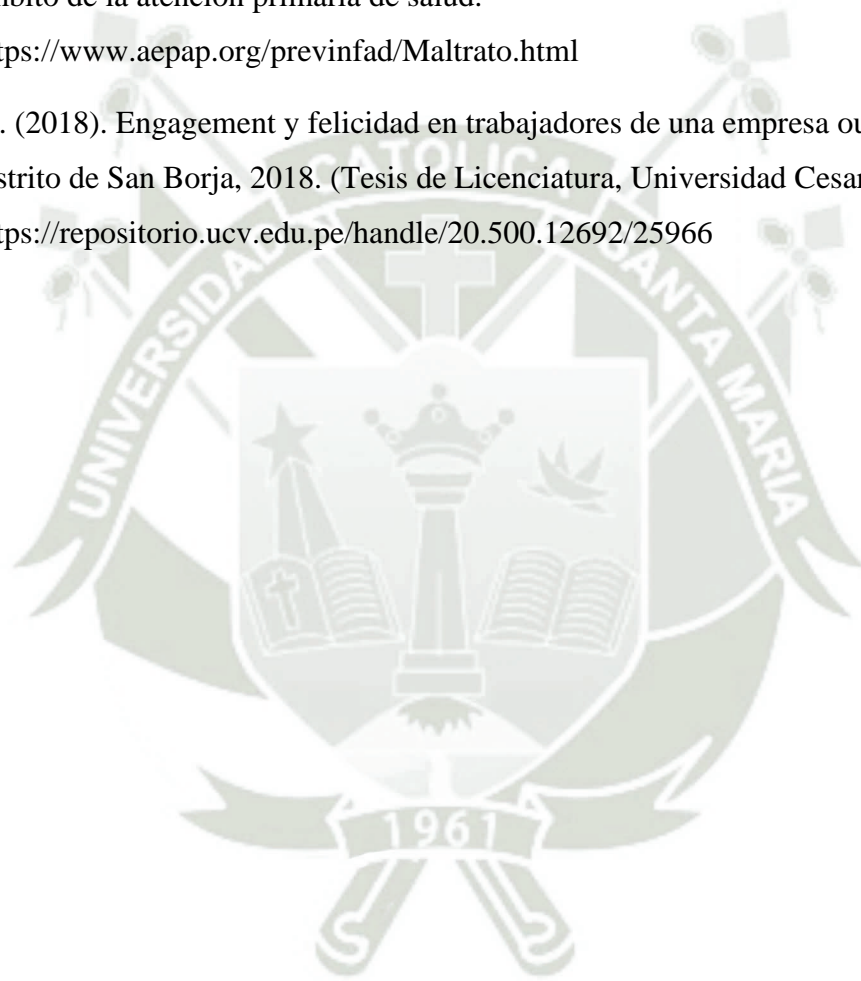 mbito de la atención primaria de salud.
tps://www.aepap.org/previnfad/Maltrato.html
. (2018). Engagement y felicidad en trabajadores de una empresa ou
strito de San Borja, 2018. (Tesis de Licenciatura, Universidad Cesar
tps://repositorio.ucv.edu.pe/handle/20.500.12692/25966
UNIVERSIDAD CATOLICA SANTA MARIA
1961